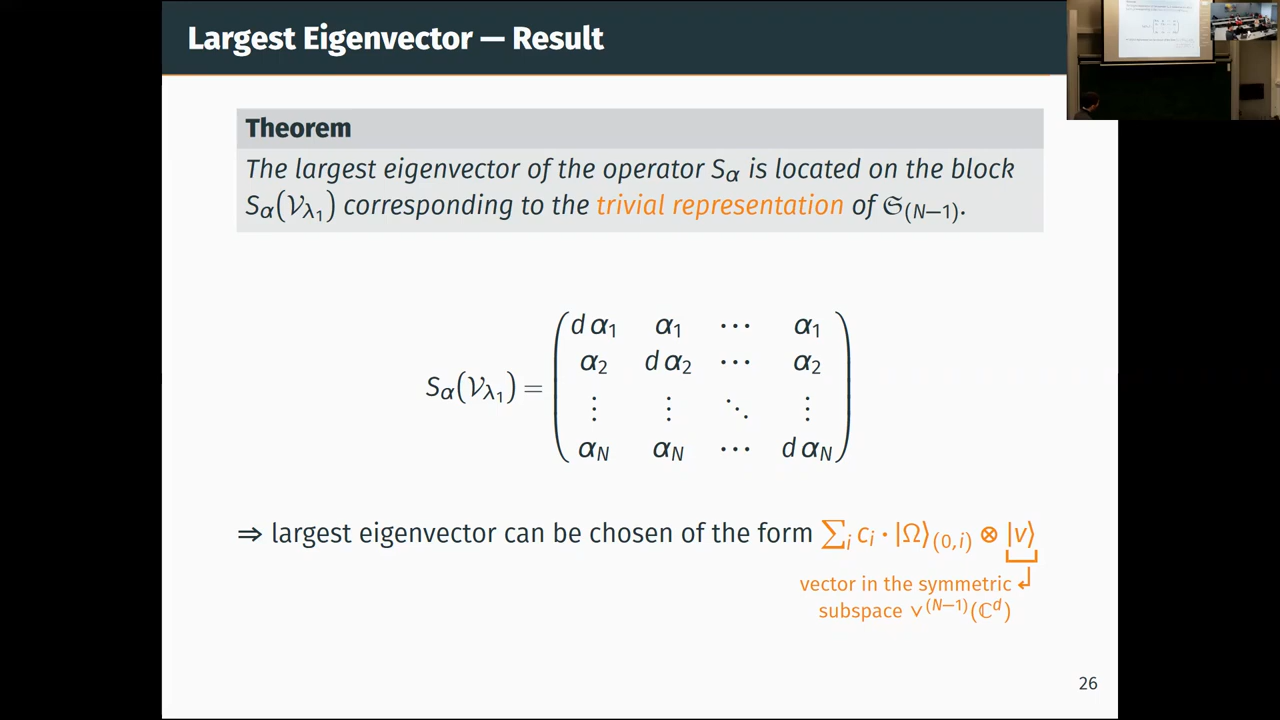 Largest Eigenvector — Result
Theorem
The largest eigenvector of the operator S_α is located on the block
S_α(𝒱_λ₁) corresponding to the trivial representation of 𝔖_(N−1).
S_α(𝒱_λ₁) = 
d α₁ α₁ ⋯ α₁
α₂ d α₂ ⋯ α₂
⋮ ⋮ ⋱ ⋮
α_N α_N ⋯ d α_N
⇒ largest eigenvector can be chosen of the form ∑_i c_i · |Ω⟩_(0,i) ⊗ |v⟩
vector in the symmetric ↲
subspace ∨^(N−1)(ℂ^d)
26